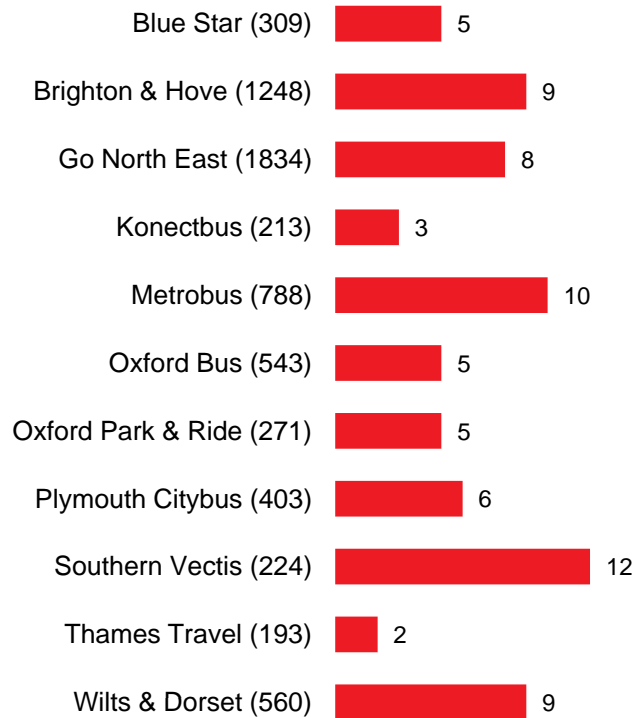 Blue Star (309) 5
Brighton & Hove (1248) 9
Go North East (1834) 8
Konectbus (213) 3
Metrobus (788) 10
Oxford Bus (543) 5
Oxford Park & Ride (271) 5
Plymouth Citybus (403) 6
Southern Vectis (224) 12
Thames Travel (193) 2
Wilts & Dorset (560) 9